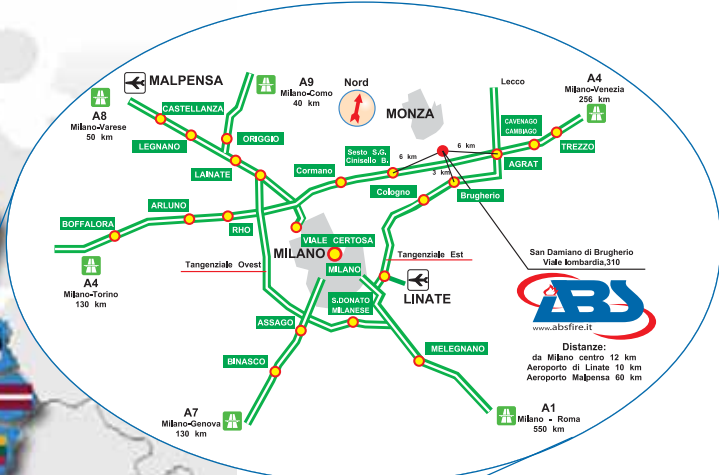 MALPENSA
A8
Milano-Varese
50 km
CASTELLANZA
LEGNANO
ORIGGIO
LAINATE
A9
Milano-Como
40 km
Nord
MONZA
Lecco
A4
Milano-Venezia
256 km
CAVENAGO
CAMBIAGO
TREZZO
AGRAT
6 km
6 km
3 km
Sesto S.G.
Cinisello B.
Cormano
Cologno
Brugherio
ARLUNO
BOFFALORA
RHO
A4
Milano-Torino
130 km
VIALE CERTOSA
MILANO
MILANO
Tangenziale Ovest
Tangenziale Est
LINATE
S.DONATO
MILANESE
ASSAGO
BINASCO
MELEGNANO
A7
Milano-Genova
130 km
A1
Milano - Roma
550 km
San Damiano di Brugherio
Viale lombardia,310
ABS
www.absfire.it
Distanze:
da Milano centro 12 km
Aeroporto di Linate 10 km
Aeroporto Malpensa 60 km